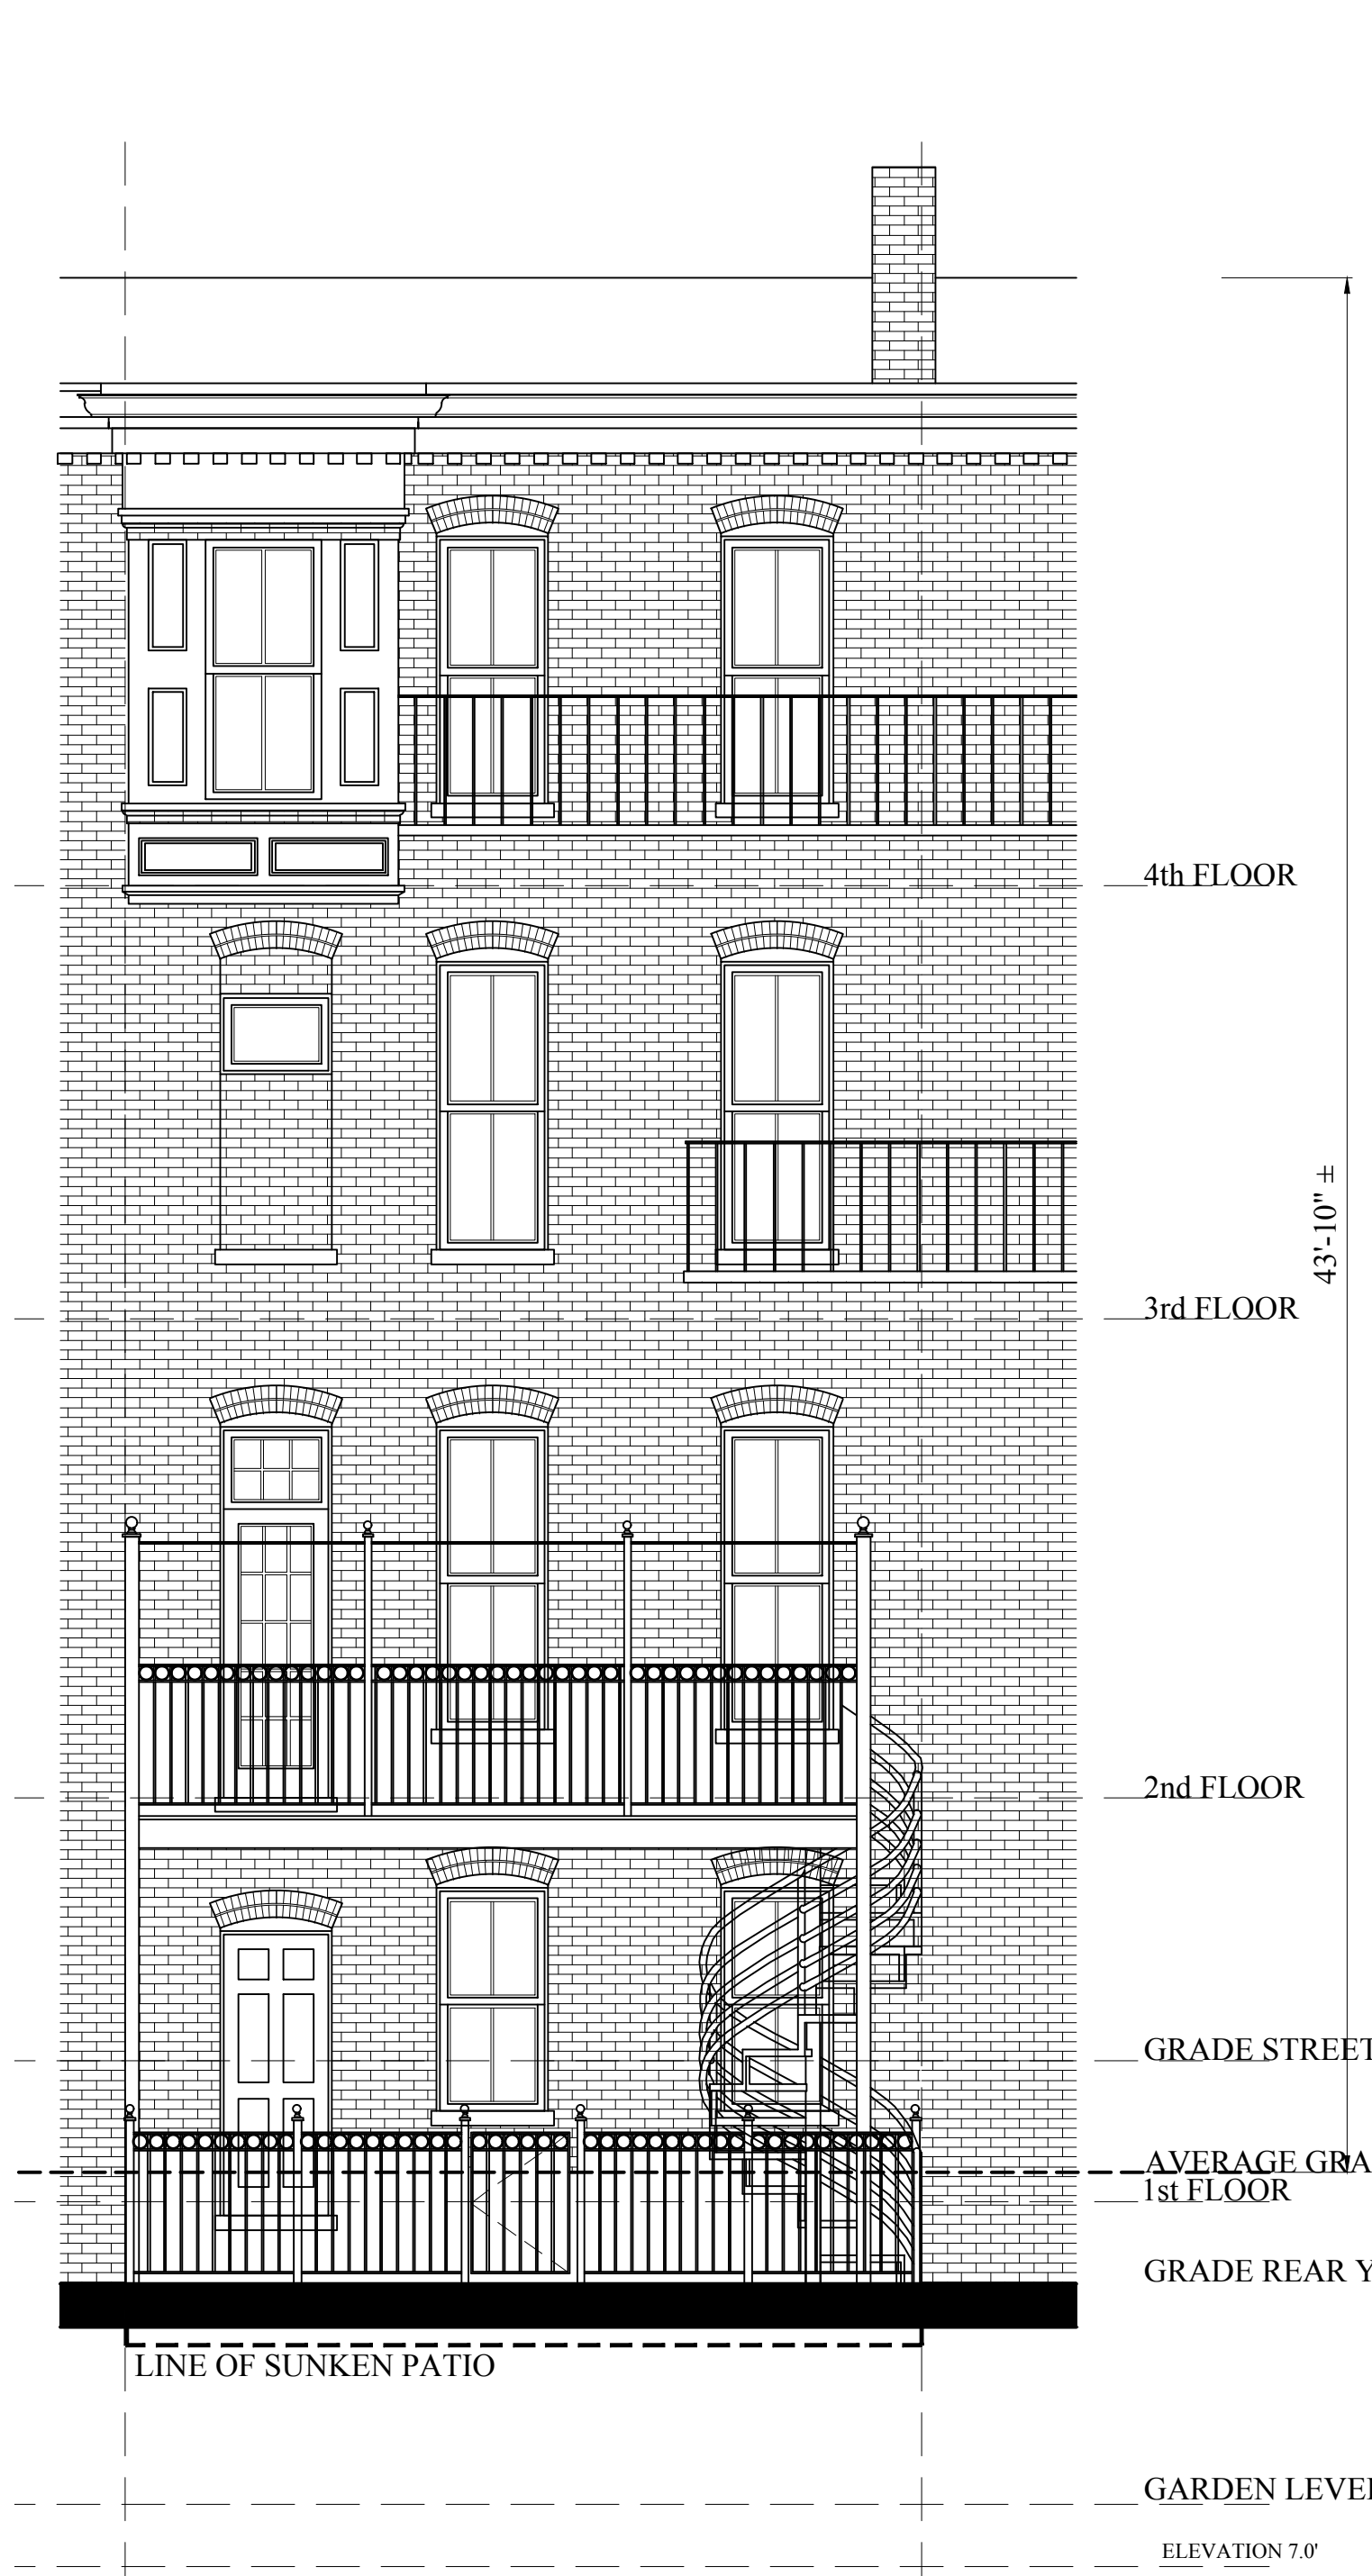 4th FLOOR
43'-10" ±
3rd FLOOR
2nd FLOOR
GRADE STREET
AVERAGE GRA
1st FLOOR
GRADE REAR Y
LINE OF SUNKEN PATIO
GARDEN LEVEL
ELEVATION 7.0'